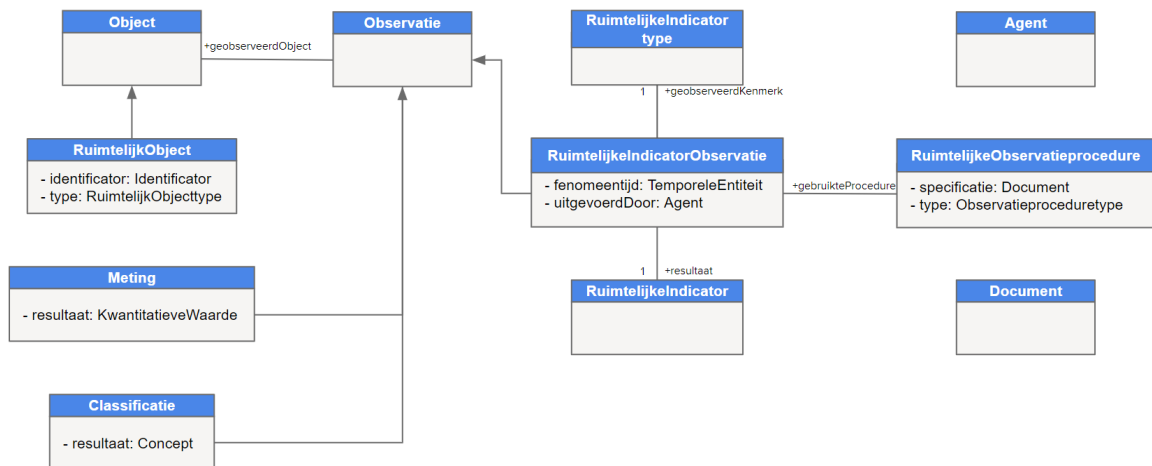 Object
Observatie
RuimtelijkeIndicator
type
Agent
+geobserveerdObject
1
+geobserveerdKenmerk
RuimtelijkObject
- identificator: Identificator
- type: RuimtelijkObjecttype
RuimtelijkeIndicatorObservatie
- fenomeentijd: TemporeleEntiteit
- uitgevoerdDoor: Agent
+gebruikteProcedure
RuimtelijkeObservatieprocedure
- specificatie: Document
- type: Observatieproceduretype
1
+resultaat
Meting
- resultaat: KwantitatieveWaarde
RuimtelijkeIndicator
Document
Classificatie
- resultaat: Concept